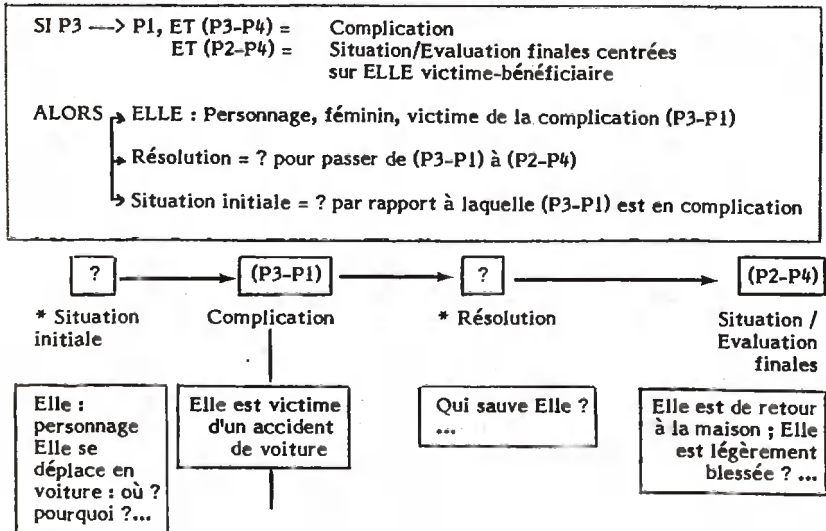 SI P3 —> P1, ET (P3-P4) = Complication
ET (P2-P4) = Situation/Evaluation finales centrées
sur ELLE victime-bénéficiaire
ALORS ELLE : Personnage, féminin, victime de la complication (P3-P1)
Résolution = ? pour passer de (P3-P1) à (P2-P4)
Situation initiale = ? par rapport à laquelle (P3-P1) est en complication
? (P3-P1) ? (P2-P4)
* Situation
initiale
Complication
* Résolution
Situation /
Evaluation
finales
Elle :
personnage
Elle se
déplace en
voiture : où ?
pourquoi ?...
Elle est victime
d'un accident
de voiture
Qui sauve Elle ?
...
Elle est de retour
à la maison ; Elle
est légèrement
blessée ? ...